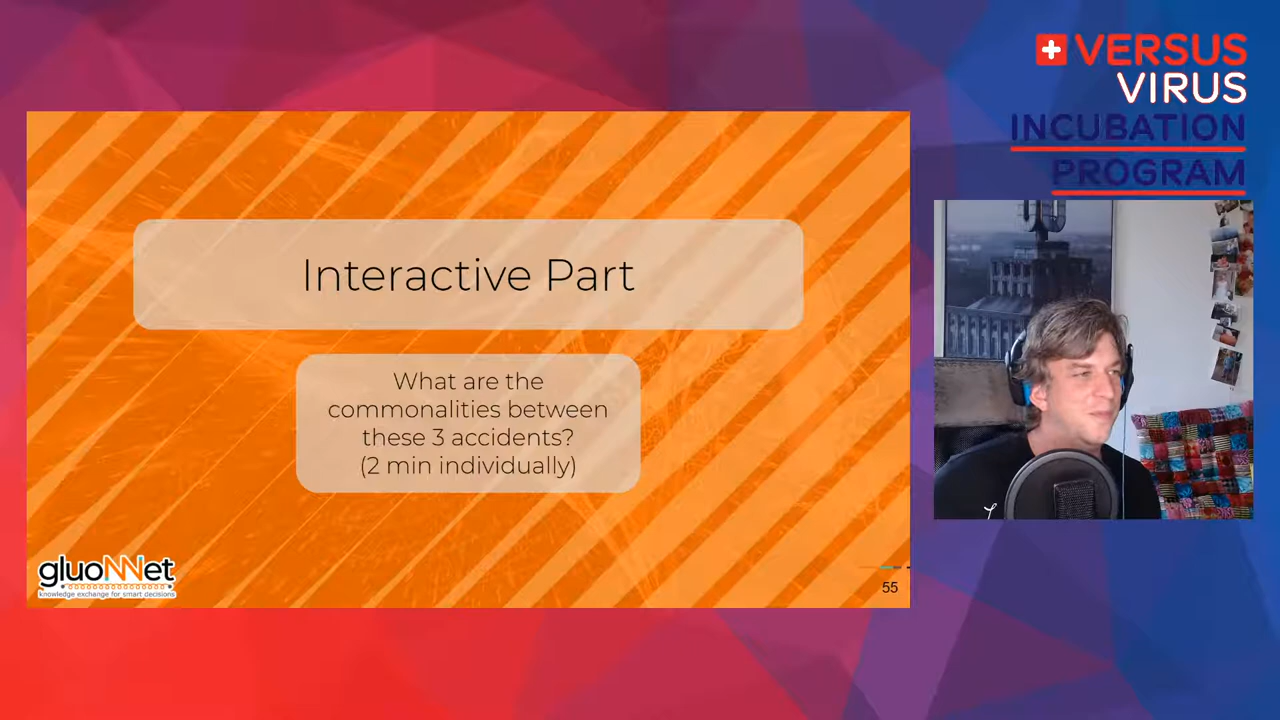 VERSUS
VIRUS
INCUBATION
PROGRAM
Interactive Part
What are the
commonalities between
these 3 accidents?
(2 min individually)
gluoNNet
knowledge exchange for smart decisions
55